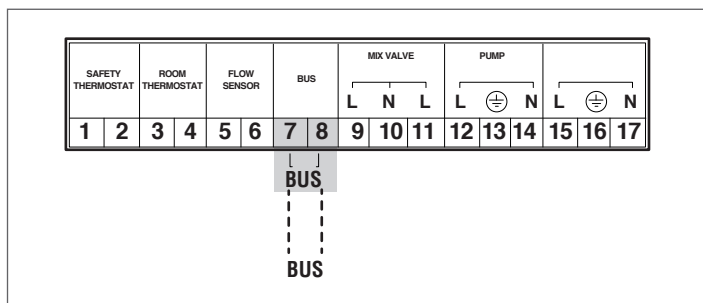 SAFETY THERMOSTAT ROOM THERMOSTAT FLOW SENSOR BUS MIX VALVE PUMP
L N L L N L N
1 2 3 4 5 6 7 8 9 10 11 12 13 14 15 16 17
BUS
BUS